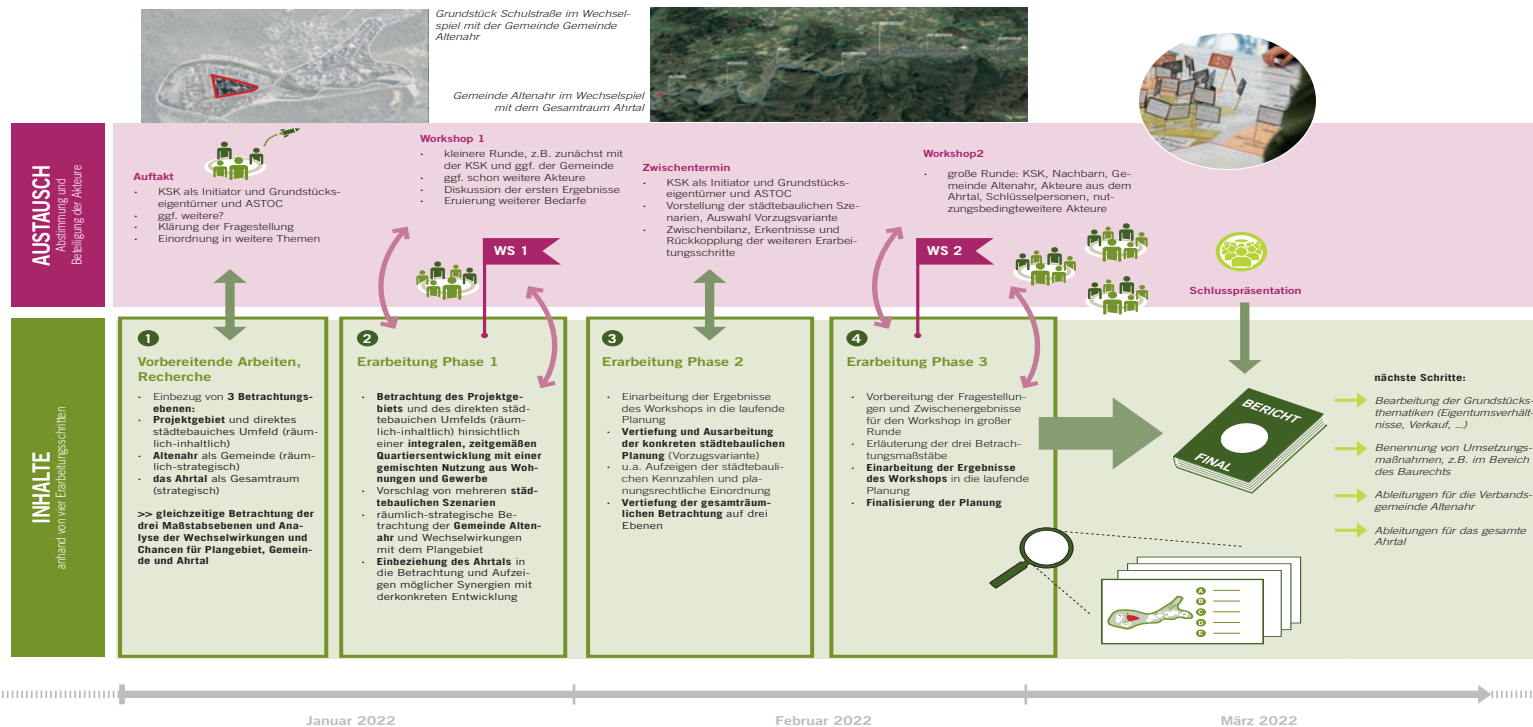 Grundstück Schulstraße im Wechsel-
spiel mit der Gemeinde Gemeinde
Altenahr
Gemeinde Altenahr im Wechselspiel
mit dem Gesamtraum Ahrtal
AUSTAUSCH
Abstimmung und
Beteiligung der Akteure
Auftakt
· KSK als Initiator und Grundstücks-
eigentümer und ASTOC
· ggf. weitere?
· Klärung der Fragestellung
· Einordnung in weitere Themen
Workshop 1
· kleinere Runde, z.B. zunächst mit
der KSK und ggf. der Gemeinde
· ggf. schon weitere Akteure
· Diskussion der ersten Ergebnisse
· Eruierung weiterer Bedarfe
WS 1
Zwischentermin
· KSK als Initiator und Grundstücks-
eigentümer und ASTOC
· Vorstellung der städtebaulichen Sze-
narien, Auswahl Vorzugsvariante
· Zwischenbilanz, Erkentnisse und
Rückkopplung der weiteren Erarbei-
tungsschritte
Workshop2
· große Runde: KSK, Nachbarn, Ge-
meinde Altenahr, Akteure aus dem
Ahrtal, Schlüsselpersonen, nut-
zungsbedingteweitere Akteure
WS 2
Schlusspräsentation
INHALTE
anhand von vier Erarbeitungsschritten
1
Vorbereitende Arbeiten,
Recherche
· Einbezug von 3 Betrachtungs-
ebenen:
· Projektgebiet und direktes
städtebauiches Umfeld (räum-
lich-inhaltlich)
· Altenahr als Gemeinde (räum-
lich-strategisch)
· das Ahrtal als Gesamtraum
(strategisch)
>> gleichzeitige Betrachtung der
drei Maßstabsebenen und Ana-
lyse der Wechselwirkungen und
Chancen für Plangebiet, Gemein-
de und Ahrtal
2
Erarbeitung Phase 1
· Betrachtung des Projektge-
biets und des direkten städ-
tebauichen Umfelds (räum-
lich-inhaltlich) hinsichtlich
einer integralen, zeitgemäßen
Quartiersentwicklung mit einer
gemischten Nutzung aus Woh-
nungen und Gewerbe
· Vorschlag von mehreren städ-
tebaulichen Szenarien
· räumlich-strategische Be-
trachtung der Gemeinde Alten-
ahr und Wechselwirkungen
mit dem Plangebiet
· Einbeziehung des Ahrtals in
die Betrachtung und Aufzei-
gen möglicher Synergien mit
derkonkreten Entwicklung
3
Erarbeitung Phase 2
· Einarbeitung der Ergebnisse
des Workshops in die laufende
Planung
· Vertiefung und Ausarbeitung
der konkreten städtebaulichen
Planung (Vorzugsvariante)
· u.a. Aufzeigen der städtebauli-
chen Kennzahlen und pla-
nungsrechtliche Einordnung
· Vertiefung der gesamträum-
lichen Betrachtung auf drei
Ebenen
4
Erarbeitung Phase 3
· Vorbereitung der Fragestellun-
gen und Zwischenergebnisse
für den Workshop in großer
Runde
· Erläuterung der drei Betrach-
tungsmaßstäbe
· Einarbeitung der Ergebnisse
des Workshops in die laufende
Planung
· Finalisierung der Planung
BERICHT
FINAL
A
B
C
D
E
nächste Schritte:
Bearbeitung der Grundstücks-
thematiken (Eigentumsverhält-
nisse, Verkauf, ...)
Benennung von Umsetzungs-
maßnahmen, z.B. im Bereich
des Baurechts
Ableitungen für die Verbands-
gemeinde Altenahr
Ableitungen für das gesamte
Ahrtal
Januar 2022
Februar 2022
März 2022